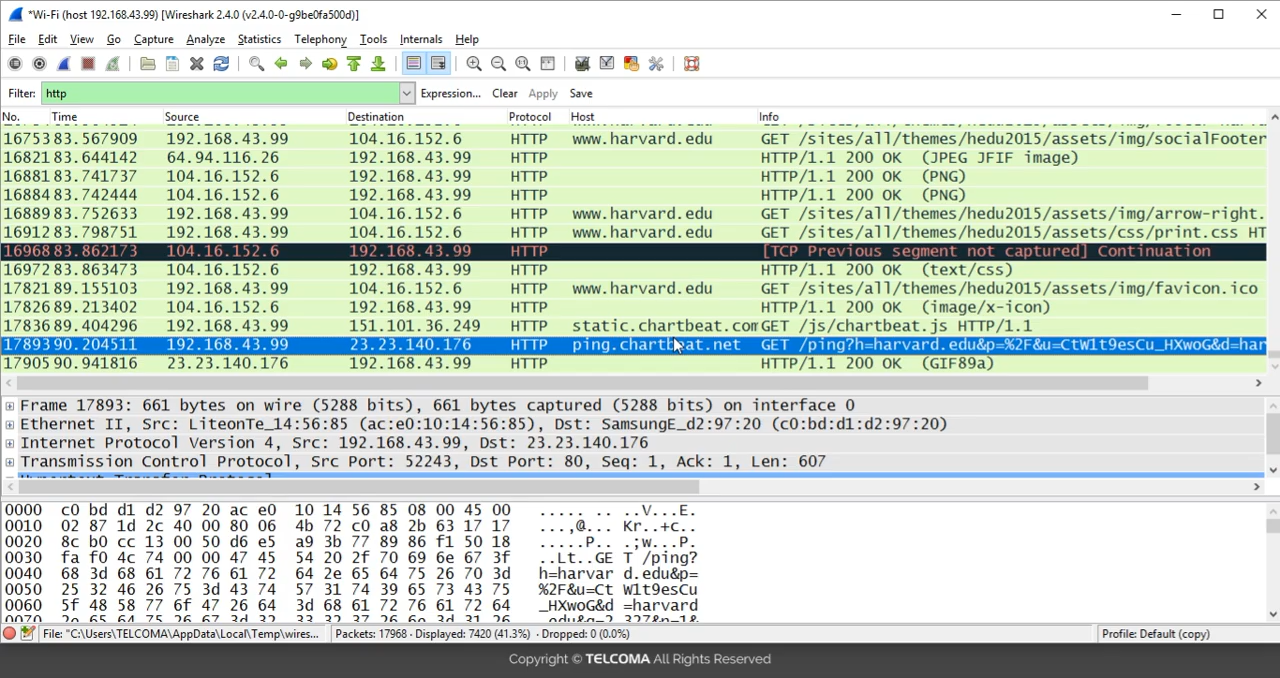 *Wi-Fi (host 192.168.43.99) [Wireshark 2.4.0 (v2.4.0-0-g9be0fa500d)]
File Edit View Go Capture Analyze Statistics Telephony Tools Internals Help
Filter: http Expression... Clear Apply Save
No. Time Source Destination Protocol Host Info
16753 83.567909 192.168.43.99 104.16.152.6 HTTP www.harvard.edu GET /sites/all/themes/hedu2015/assets/img/socialFooter
16821 83.644142 64.94.116.26 192.168.43.99 HTTP HTTP/1.1 200 OK (JPEG JFIF image)
16881 83.741737 104.16.152.6 192.168.43.99 HTTP HTTP/1.1 200 OK (PNG)
16884 83.742444 104.16.152.6 192.168.43.99 HTTP HTTP/1.1 200 OK (PNG)
16889 83.752633 192.168.43.99 104.16.152.6 HTTP www.harvard.edu GET /sites/all/themes/hedu2015/assets/img/arrow-right.
16912 83.798751 192.168.43.99 104.16.152.6 HTTP www.harvard.edu GET /sites/all/themes/hedu2015/assets/css/print.css HT
16968 83.862173 104.16.152.6 192.168.43.99 HTTP [TCP Previous segment not captured] Continuation
16972 83.863473 104.16.152.6 192.168.43.99 HTTP HTTP/1.1 200 OK (text/css)
17821 89.155103 192.168.43.99 104.16.152.6 HTTP www.harvard.edu GET /sites/all/themes/hedu2015/assets/img/favicon.ico
17826 89.213402 104.16.152.6 192.168.43.99 HTTP HTTP/1.1 200 OK (image/x-icon)
17836 89.404296 192.168.43.99 151.101.36.249 HTTP static.chartbeat.com GET /js/chartbeat.js HTTP/1.1
17893 90.204511 192.168.43.99 23.23.140.176 HTTP ping.chartbeat.net GET /ping?h=harvard.edu&p=%2F&u=CtW1t9esCu_HXwoG&d=har
17905 90.941816 23.23.140.176 192.168.43.99 HTTP HTTP/1.1 200 OK (GIF89a)
Frame 17893: 661 bytes on wire (5288 bits), 661 bytes captured (5288 bits) on interface 0
Ethernet II, Src: LiteonTe_14:56:85 (ac:e0:10:14:56:85), Dst: SamsungE_d2:97:20 (c0:bd:d1:d2:97:20)
Internet Protocol Version 4, Src: 192.168.43.99, Dst: 23.23.140.176
Transmission Control Protocol, Src Port: 52243, Dst Port: 80, Seq: 1, Ack: 1, Len: 607
Hypertext Transfer Protocol
0000 c0 bd d1 d2 97 20 ac e0 10 14 56 85 08 00 45 00 ..... .. ..V...E.
0010 02 87 1d 2c 40 00 80 06 4b 72 c0 a8 2b 63 17 17 ...,@... Kr..+c..
0020 8c b0 cc 13 00 50 d6 e5 a9 3b 77 89 86 f1 50 18 .....P.. .;w...P.
0030 fa f0 4c 74 00 00 47 45 54 20 2f 70 69 6e 67 3f ..Lt..GE T /ping?
0040 68 3d 68 61 72 76 61 72 64 2e 65 64 75 26 70 3d h=harvar d.edu&p=
0050 25 32 46 26 75 3d 43 74 57 31 74 39 65 73 43 75 %2F&u=Ct W1t9esCu
0060 5f 48 58 77 6f 47 26 64 3d 68 61 72 76 61 72 64 _HXwoG&d =harvard
File: "C:\Users\TELCOMA\AppData\Local\Temp\wires... Packets: 17968 · Displayed: 7420 (41.3%) · Dropped: 0 (0.0%) Profile: Default (copy)
Copyright © TELCOMA All Rights Reserved